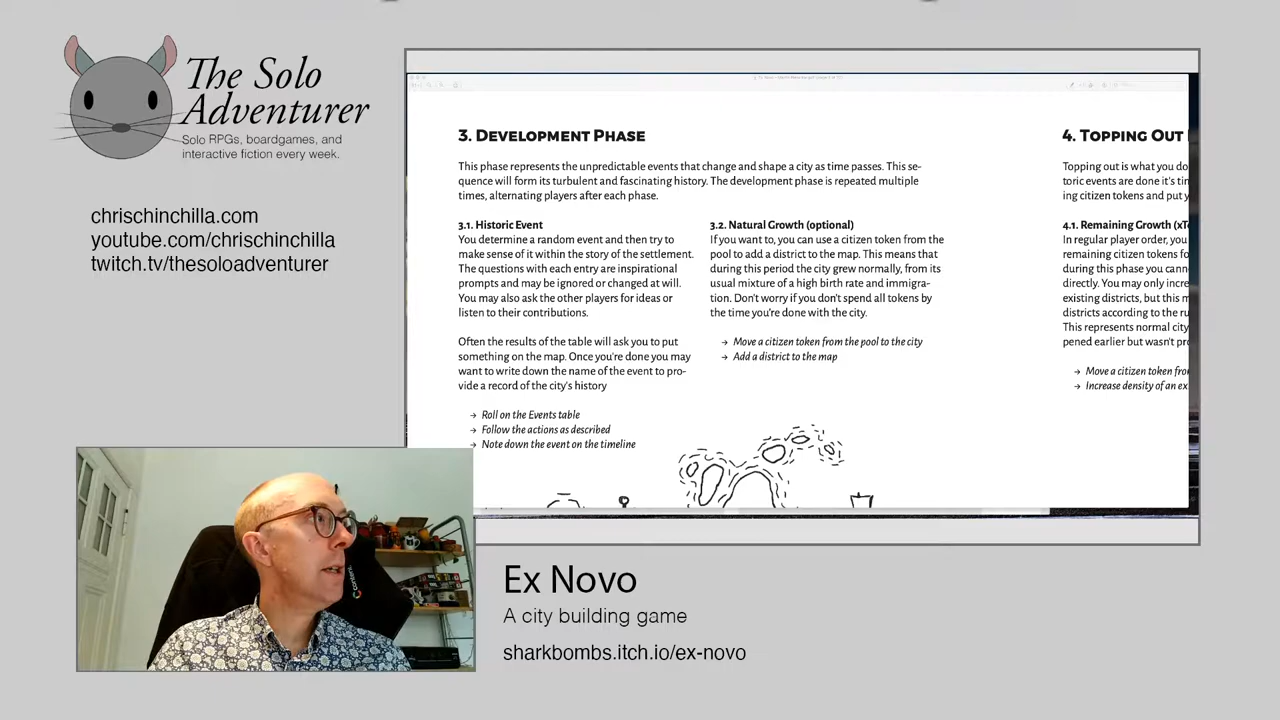 The Solo
Adventurer
Solo RPGs, boardgames, and
interactive fiction every week.
chrischinchilla.com
youtube.com/chrischinchilla
twitch.tv/thesoloadventurer
3. DEVELOPMENT PHASE
This phase represents the unpredictable events that change and shape a city as time passes. This se-
quence will form its turbulent and fascinating history. The development phase is repeated multiple
times, alternating players after each phase.
3.1. Historic Event
You determine a random event and then try to
make sense of it within the story of the settlement.
The questions with each entry are inspirational
prompts and may be ignored or changed at will.
You may also ask the other players for ideas or
listen to their contributions.
Often the results of the table will ask you to put
something on the map. Once you're done you may
want to write down the name of the event to pro-
vide a record of the city's history
→ Roll on the Events table
→ Follow the actions as described
→ Note down the event on the timeline
3.2. Natural Growth (optional)
If you want to, you can use a citizen token from the
pool to add a district to the map. This means that
during this period the city grew normally, from its
usual mixture of a high birth rate and immigra-
tion. Don't worry if you don't spend all tokens by
the time you're done with the city.
→ Move a citizen token from the pool to the city
→ Add a district to the map
4. TOPPING OUT
Topping out is what you do
toric events are done it's tim
ing citizen tokens and put y
4.1. Remaining Growth (xT
In regular player order, you
remaining citizen tokens fo
during this phase you cann
directly. You may only incre
existing districts, but this m
districts according to the ru
This represents normal city
pened earlier but wasn't pr
→ Move a citizen token fro
→ Increase density of an ex
content
Ex Novo
A city building game
sharkbombs.itch.io/ex-novo